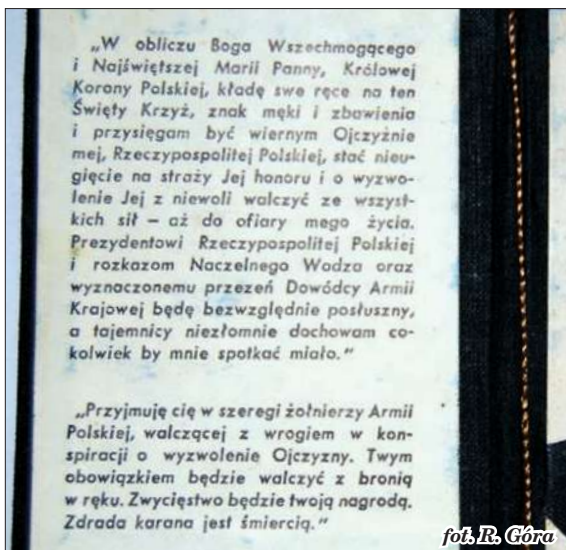 „W obliczu Boga Wszechmogącego
i Najświętszej Marii Panny, Królowej
Korony Polskiej, kładę swe ręce na ten
Święty Krzyż, znak męki i zbawienia
i przysięgam być wiernym Ojczyźnie
mej, Rzeczypospolitej Polskiej, stać nieu-
gięcie na straży Jej honoru i o wyzwo-
lenie Jej z niewoli walczyć ze wszyst-
kich sił – aż do ofiary mego życia.
Prezydentowi Rzeczypospolitej Polskiej
i rozkazom Naczelnego Wodza oraz
wyznaczonemu przezeń Dowódcy Armii
Krajowej będę bezwzględnie posłuszny,
a tajemnicy niezłomnie dochowam co-
kolwiek by mnie spotkać miało."
„Przyjmuję cię w szeregi żołnierzy Armii
Polskiej, walczącej z wrogiem w kon-
spiracji o wyzwolenie Ojczyzny. Twym
obowiązkiem będzie walczyć z bronią
w ręku. Zwycięstwo będzie twoją nagrodą.
Zdrada karana jest śmiercią."
fot. R. Góra